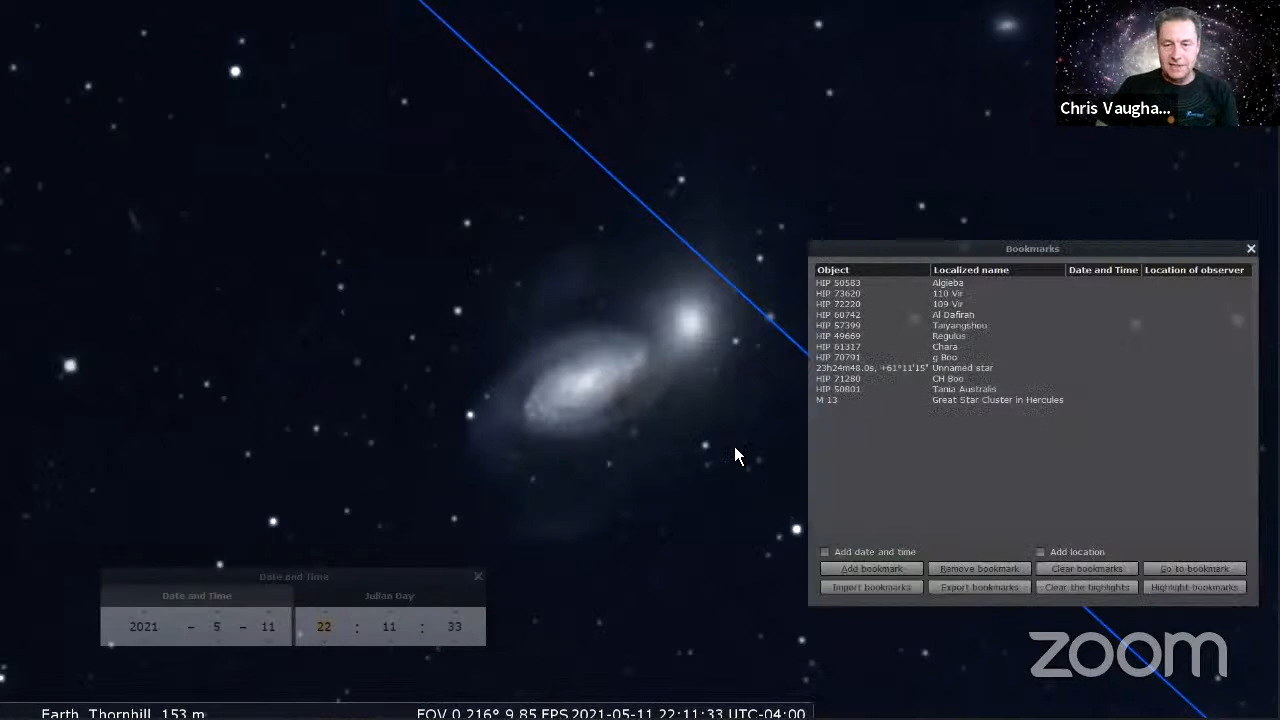 Chris Vaugha...
Bookmarks
Object Localized name Date and Time Location of observer
HIP 50583 Algieba
HIP 73620 110 Vir
HIP 72220 109 Vir
HIP 60742 Al Dafirah
HIP 57399 Taiyangshou
HIP 49669 Regulus
HIP 61317 Chara
HIP 70791 g Boo
23h24m48.0s, +61°11'15" Unnamed star
HIP 71280 CH Boo
HIP 50801 Tania Australis
M 13 Great Star Cluster in Hercules
Add date and time Add location
Add bookmark Remove bookmark Clear bookmarks Go to bookmark
Import bookmarks Export bookmarks Clear the highlights Highlight bookmarks
Date and Time
Date and Time Julian Day
2021 - 5 - 11 22 : 11 : 33
zoom
Earth, Thornhill, 153 m FOV 0.216° 9.85 FPS 2021-05-11 22:11:33 UTC-04:00